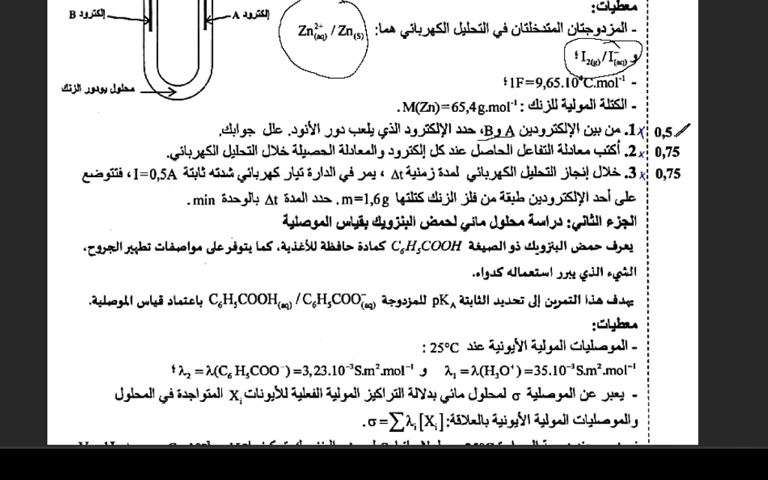 معطيات:
إلكترود B
إلكترود A
- المزدوجتان المتدخلتان في التحليل الكهربائي هما: Zn²⁺(aq) / Zn(S)
و I₂(g)/I⁻(aq) ؛
محلول يودور الزنك
- 1F=9,65.10⁴C.mol⁻¹ ؛
- الكتلة المولية للزنك : M(Zn)=65,4g.mol⁻¹.
0,5 1. من بين الإلكترودين A و B، حدد الإلكترود الذي يلعب دور الأنود. علل جوابك.
0,75 2. أكتب معادلة التفاعل الحاصل عند كل إلكترود والمعادلة الحصيلة خلال التحليل الكهربائي.
0,75 3. خلال إنجاز التحليل الكهربائي لمدة زمنية Δt ، يمر في الدارة تيار كهربائي شدته ثابتة I=0,5A، فتتوضع
على أحد الإلكترودين طبقة من فلز الزنك كتلتها m=1,6g. حدد المدة Δt بالوحدة min .
الجزء الثاني: دراسة محلول مائي لحمض البنزويك بقياس الموصلية
يعرف حمض البنزويك ذو الصيغة C₆H₅COOH كمادة حافظة للأغذية، كما يتوفر على مواصفات تطهير الجروح،
الشيء الذي يبرر استعماله كدواء.
يهدف هذا التمرين إلى تحديد الثابتة pKA للمزدوجة C₆H₅COOH(aq) / C₆H₅COO⁻(aq) باعتماد قياس الموصلية.
معطيات:
- الموصليات المولية الأيونية عند 25°C :
λ₁ =λ(H₃O⁺)=35.10⁻³S.m².mol⁻¹ و λ₂ =λ(C₆ H₅COO⁻)=3,23.10⁻³S.m².mol⁻¹ ؛
- يعبر عن الموصلية σ لمحلول مائي بدلالة التراكيز المولية الفعلية للأيونات Xᵢ المتواجدة في المحلول
والموصليات المولية الأيونية بالعلاقة: σ=∑λᵢ[Xᵢ] .